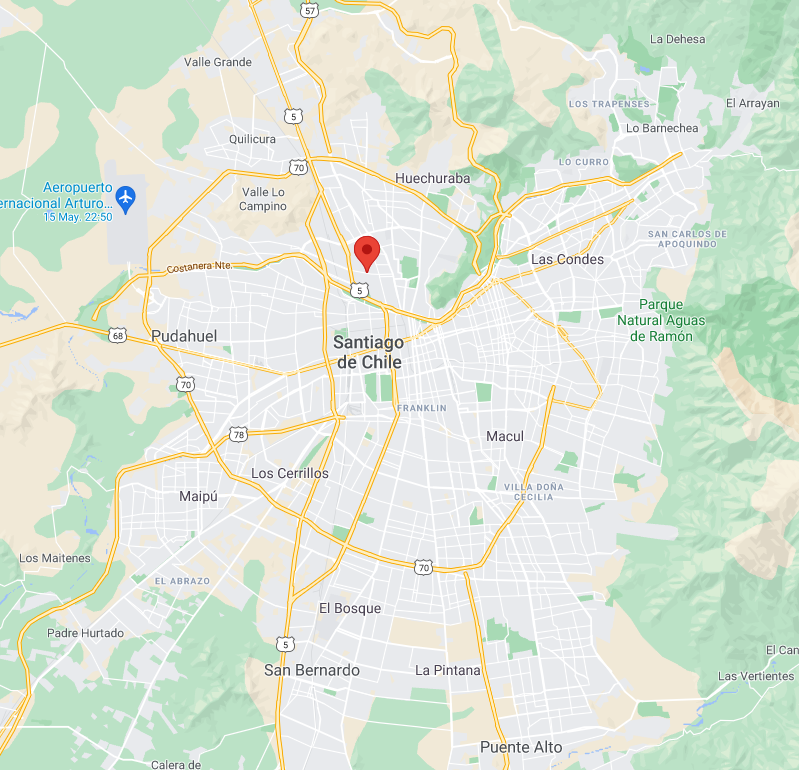 57
La Dehesa
Valle Grande
LOS TRAPENSES
El Arrayan
5
Lo Barnechea
Quilicura
LO CURRO
70
Huechuraba
Aeropuerto
ernacional Arturo...
15 May. 22:50
Valle Lo
Campino
SAN CARLOS DE
APOQUINDO
Las Condes
Costanera Nte.
5
Parque
Natural Aguas
de Ramón
68
Pudahuel
Santiago
de Chile
70
FRANKLIN
78
Macul
Los Cerrillos
VILLA DOÑA
CECILIA
Maipú
Los Maitenes
70
EL ABRAZO
El Bosque
Padre Hurtado
5
El Can
San Bernardo
La Pintana
Las Vertientes
Puente Alto
Calera de